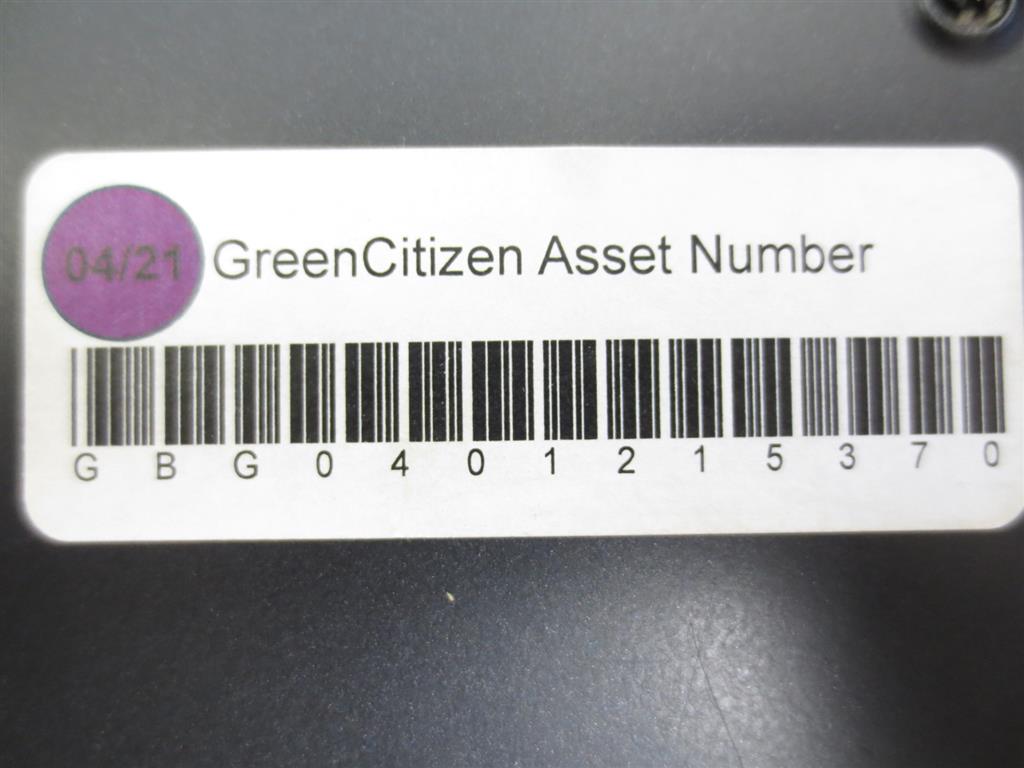 04/21 GreenCitizen Asset Number
G B G 0 4 0 1 2 1 5 3 7 0